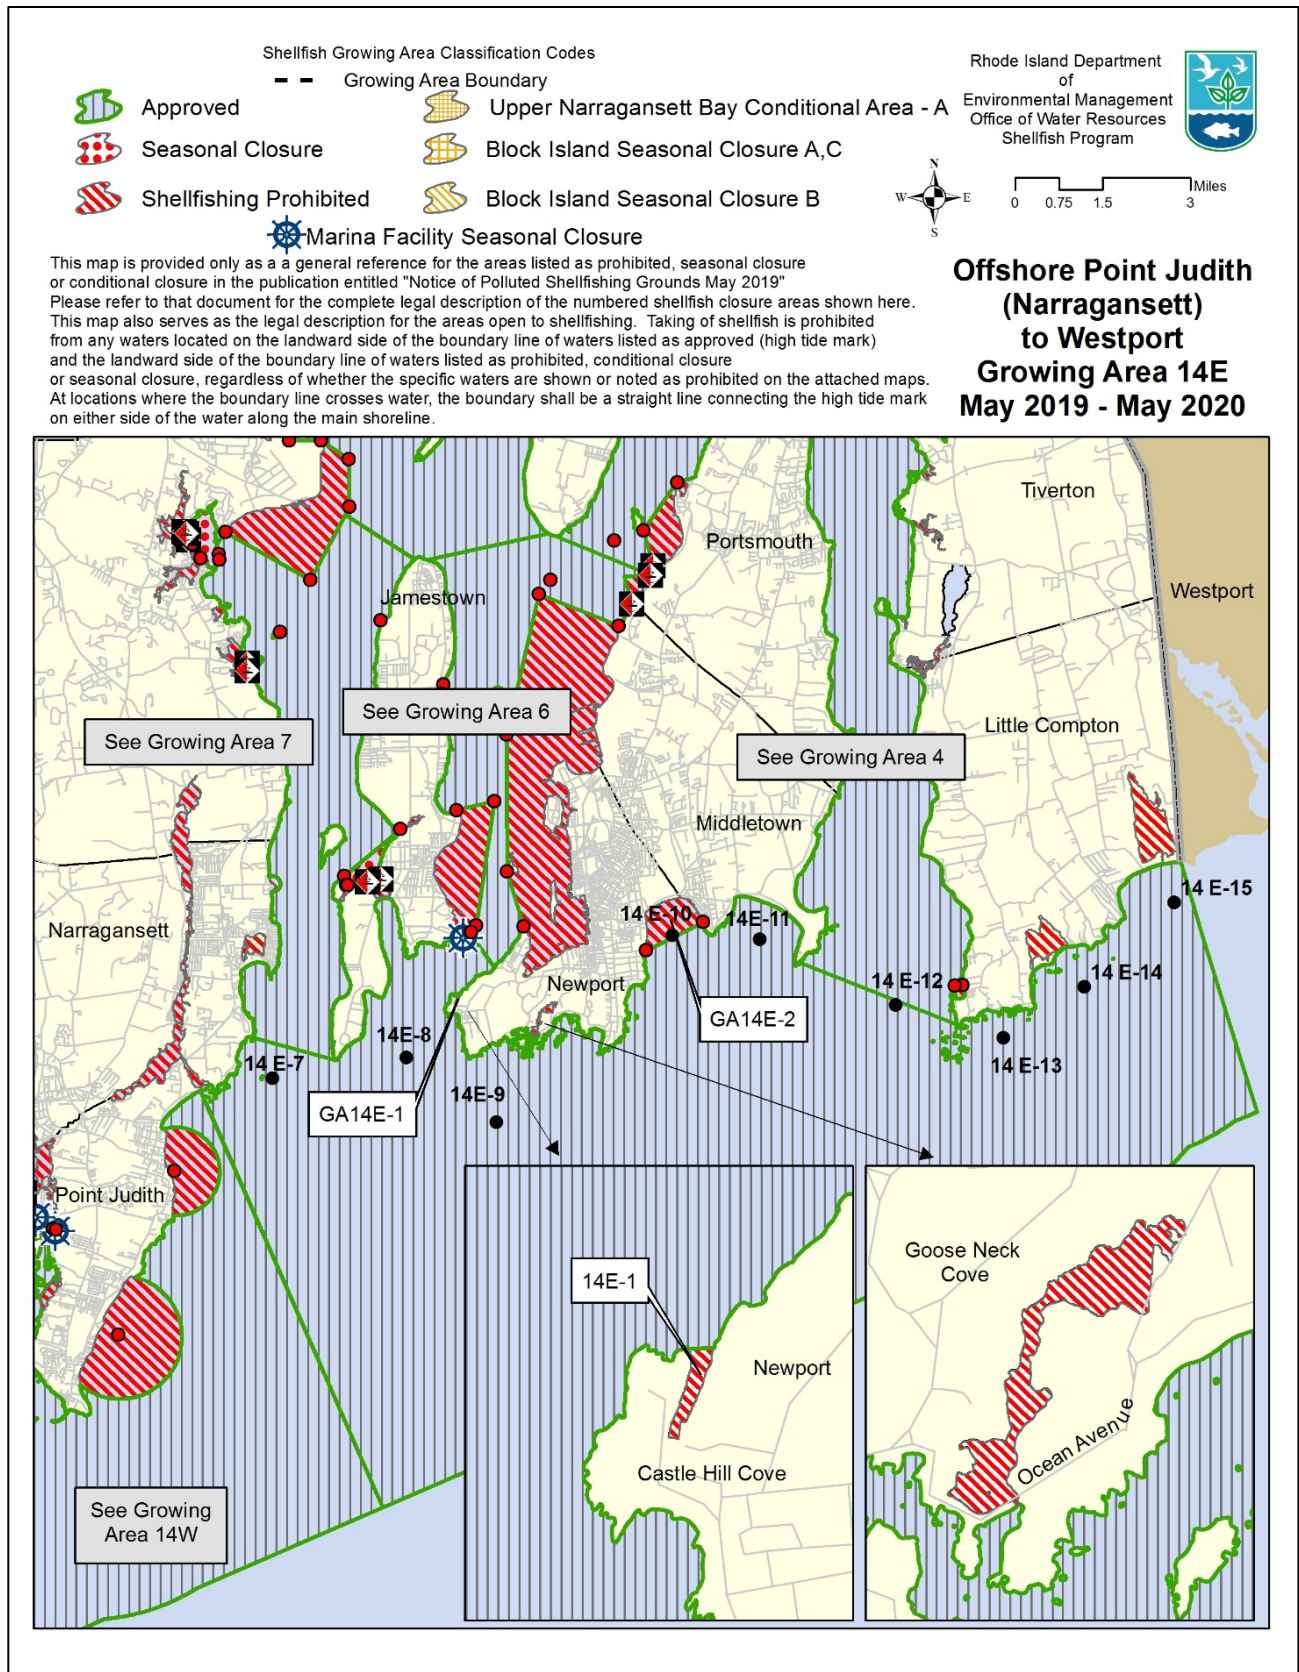 Shellfish Growing Area Classification Codes
Growing Area Boundary
Approved
Upper Narragansett Bay Conditional Area - A
Seasonal Closure
Block Island Seasonal Closure A,C
Shellfishing Prohibited
Block Island Seasonal Closure B
Marina Facility Seasonal Closure
Rhode Island Department
of
Environmental Management
Office of Water Resources
Shellfish Program
N
W
E
S
Miles
0 0.75 1.5 3
This map is provided only as a a general reference for the areas listed as prohibited, seasonal closure
or conditional closure in the publication entitled "Notice of Polluted Shellfishing Grounds May 2019"
Please refer to that document for the complete legal description of the numbered shellfish closure areas shown here.
This map also serves as the legal description for the areas open to shellfishing. Taking of shellfish is prohibited
from any waters located on the landward side of the boundary line of waters listed as approved (high tide mark)
and the landward side of the boundary line of waters listed as prohibited, conditional closure
or seasonal closure, regardless of whether the specific waters are shown or noted as prohibited on the attached maps.
At locations where the boundary line crosses water, the boundary shall be a straight line connecting the high tide mark
on either side of the water along the main shoreline.
Offshore Point Judith
(Narragansett)
to Westport
Growing Area 14E
May 2019 - May 2020
Tiverton
Portsmouth
Westport
Jamestown
See Growing Area 6
See Growing Area 7
Little Compton
See Growing Area 4
Middletown
14 E-15
14 E-10
14E-11
Narragansett
14 E-14
14 E-12
Newport
GA14E-2
14E-8
14 E-13
14 E-7
14E-9
GA14E-1
Point Judith
Goose Neck
Cove
14E-1
Newport
Ocean Avenue
Castle Hill Cove
See Growing
Area 14W